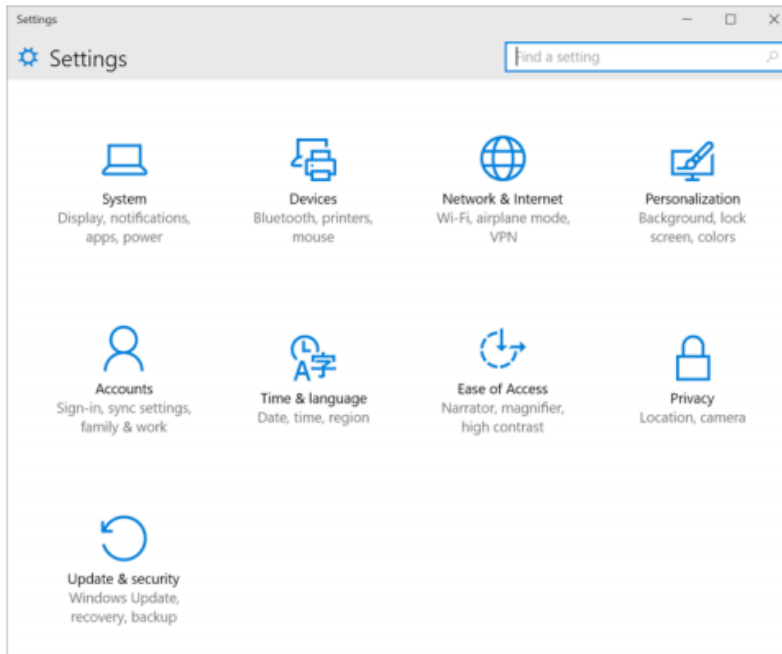 Settings
Settings
Find a setting
System
Display, notifications,
apps, power
Devices
Bluetooth, printers,
mouse
Network & Internet
Wi-Fi, airplane mode,
VPN
Personalization
Background, lock
screen, colors
Accounts
Sign-in, sync settings,
family & work
A字
Time & language
Date, time, region
Ease of Access
Narrator, magnifier,
high contrast
Privacy
Location, camera
Update & security
Windows Update,
recovery, backup